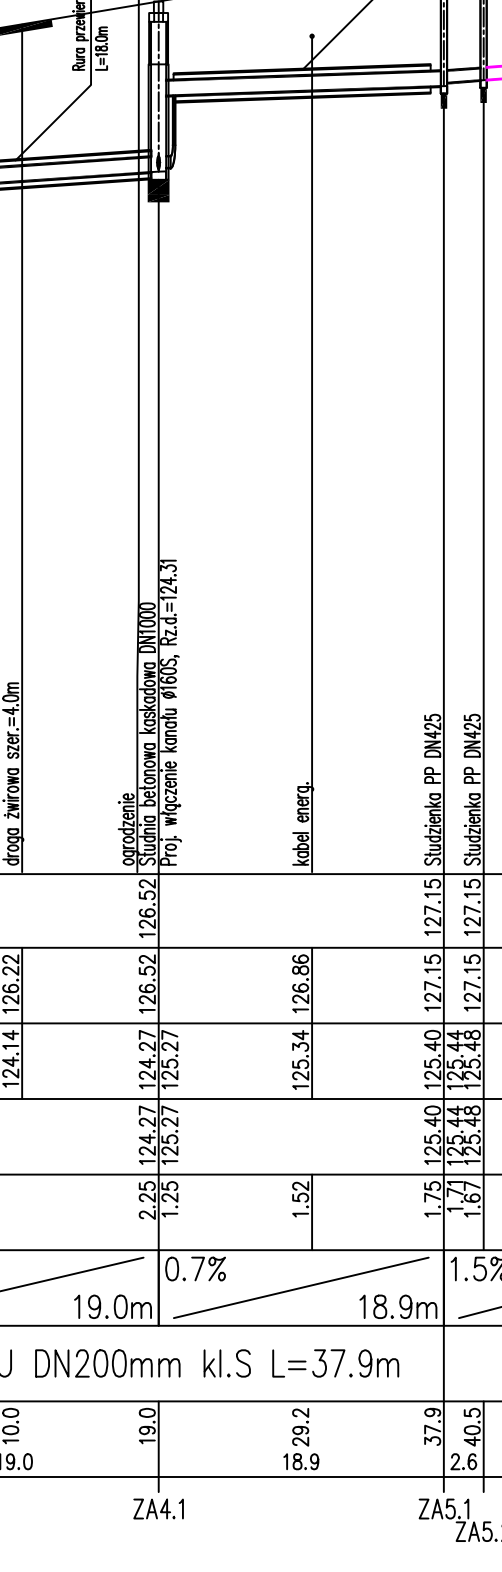 Rura przewier
L=18.0m
droga żwirowa szer.=4.0m
ogrodzenie
Studnia betonowa kaskadowa DN1000
Proj. włączenie kanału ø160S, Rz.d.=124.31
kabel energ.
Studzienka PP DN425
Studzienka PP DN425
126.52 127.15 127.15
126.22 126.52 126.86 127.15 127.15
124.14 124.27 125.27 125.34 125.40 125.44 125.48
124.27 125.27 125.40 125.44 125.48
2.25 1.25 1.52 1.75 1.71 1.67
0.7% 1.5%
19.0m 18.9m
DN200mm kl.S L=37.9m
10.0 19.0 29.2 37.9 40.5
19.0 18.9 2.6
ZA4.1 ZA5.1